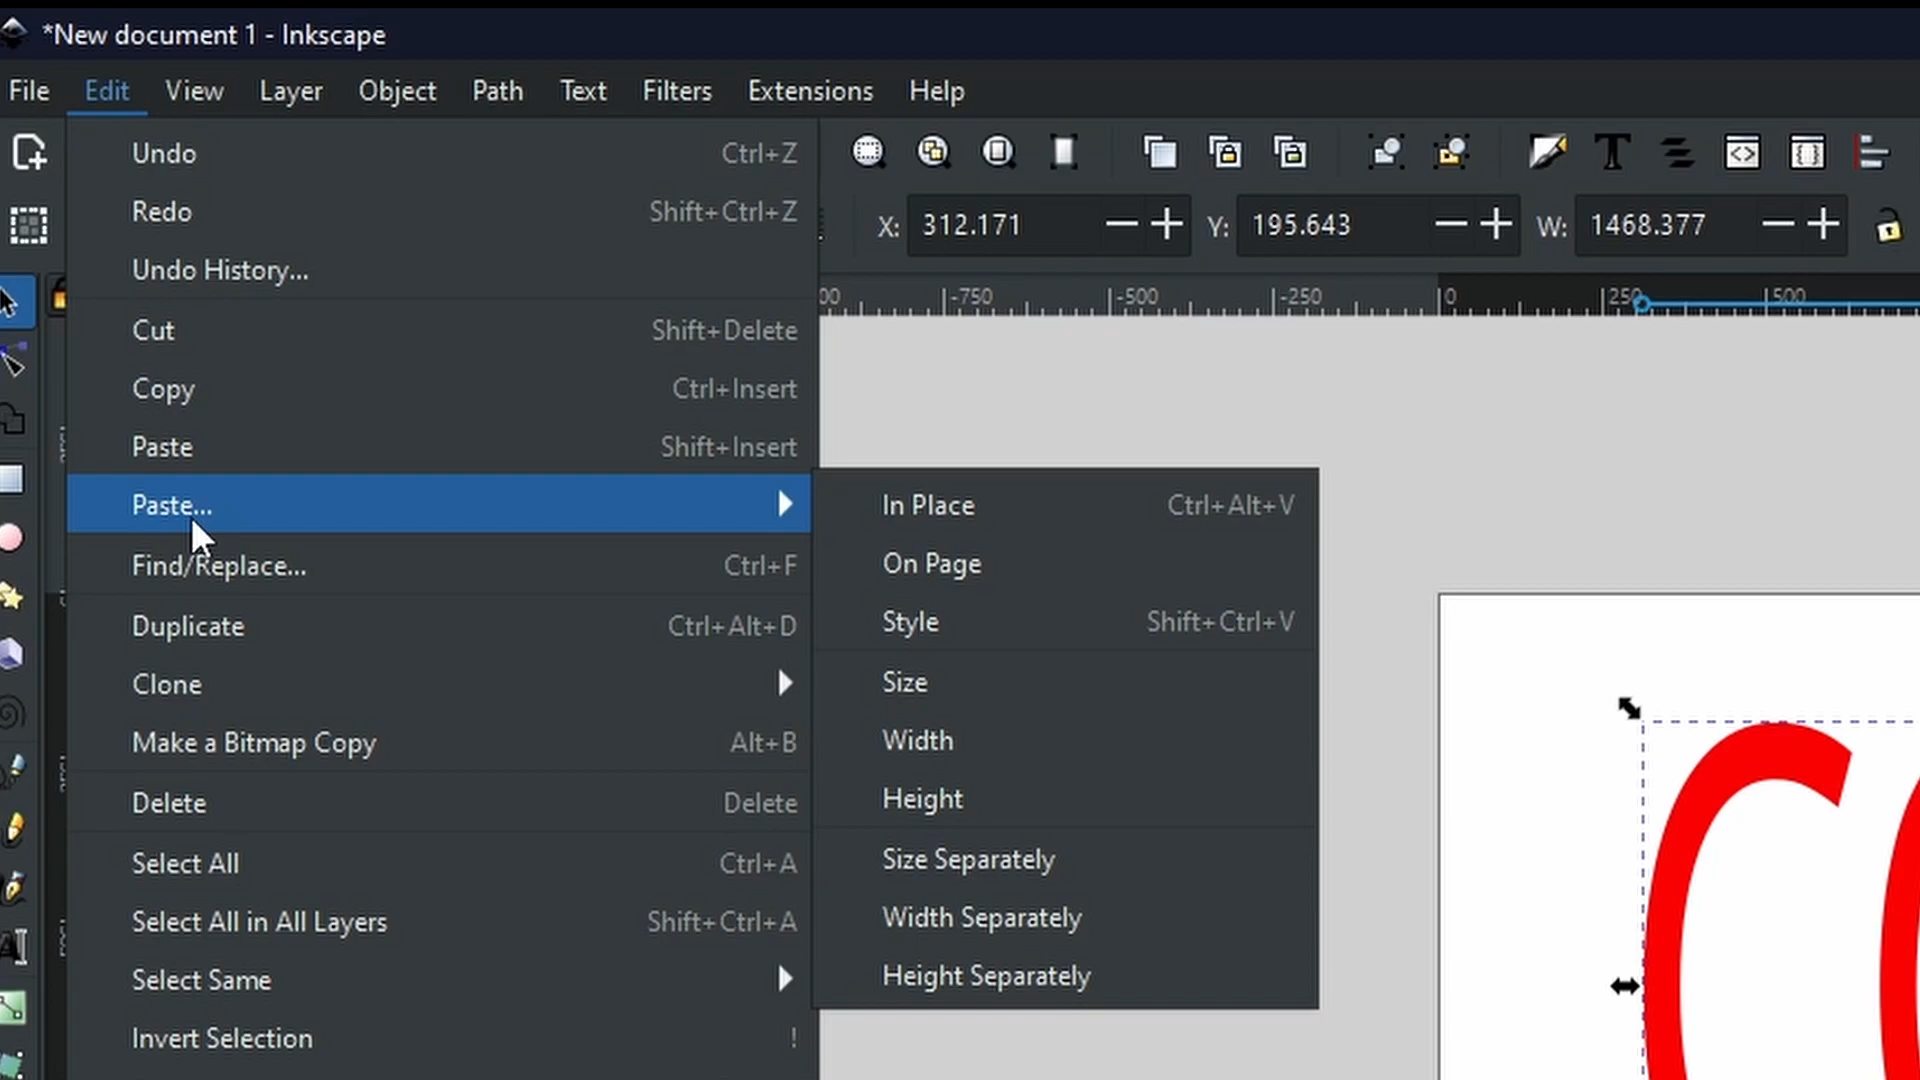 *New document 1 - Inkscape
File Edit View Layer Object Path Text Filters Extensions Help
Undo Ctrl+Z
Redo Shift+Ctrl+Z
X: 312.171 Y: 195.643 W: 1468.377
Undo History...
-750 -500 -250 0 250 500
Cut Shift+Delete
Copy Ctrl+Insert
Paste Shift+Insert
Paste... In Place Ctrl+Alt+V
Find/Replace... Ctrl+F On Page
Duplicate Ctrl+Alt+D Style Shift+Ctrl+V
Clone Size
Make a Bitmap Copy Alt+B Width
Delete Delete Height
Select All Ctrl+A Size Separately
Select All in All Layers Shift+Ctrl+A Width Separately
Select Same Height Separately
Invert Selection !